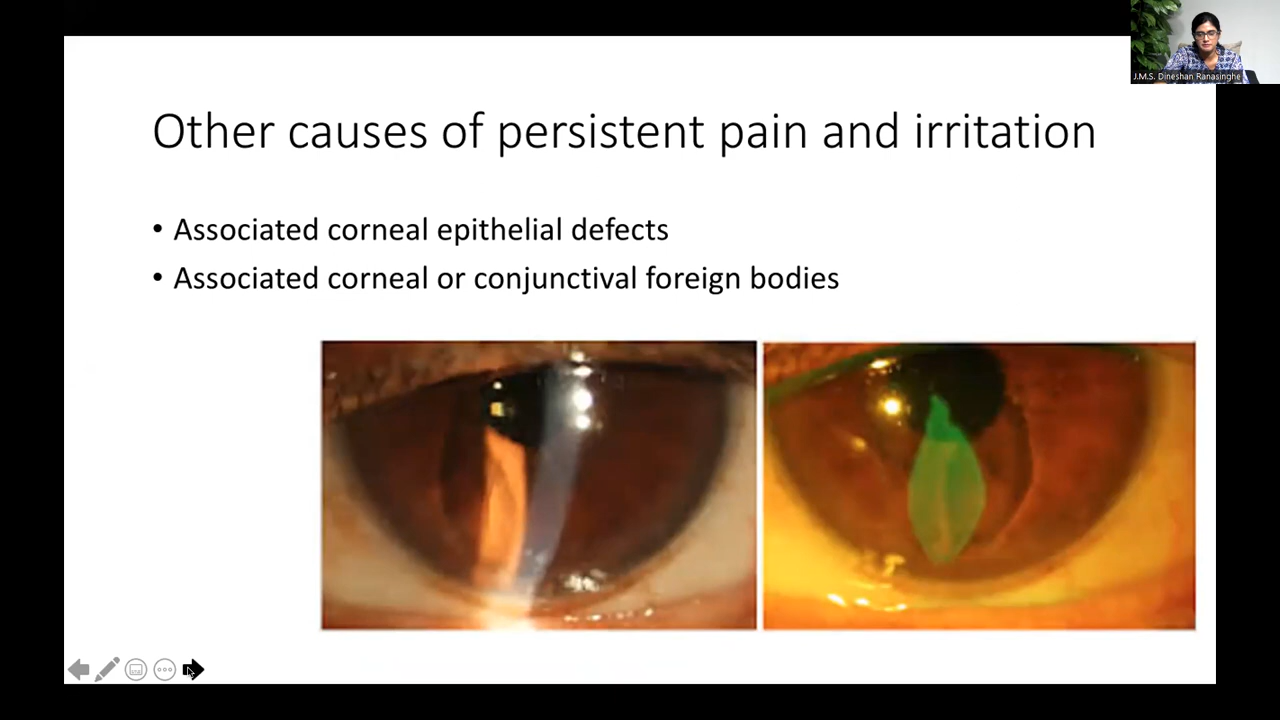 J.M.S. Dineshan Ranasinghe
Other causes of persistent pain and irritation
• Associated corneal epithelial defects
• Associated corneal or conjunctival foreign bodies